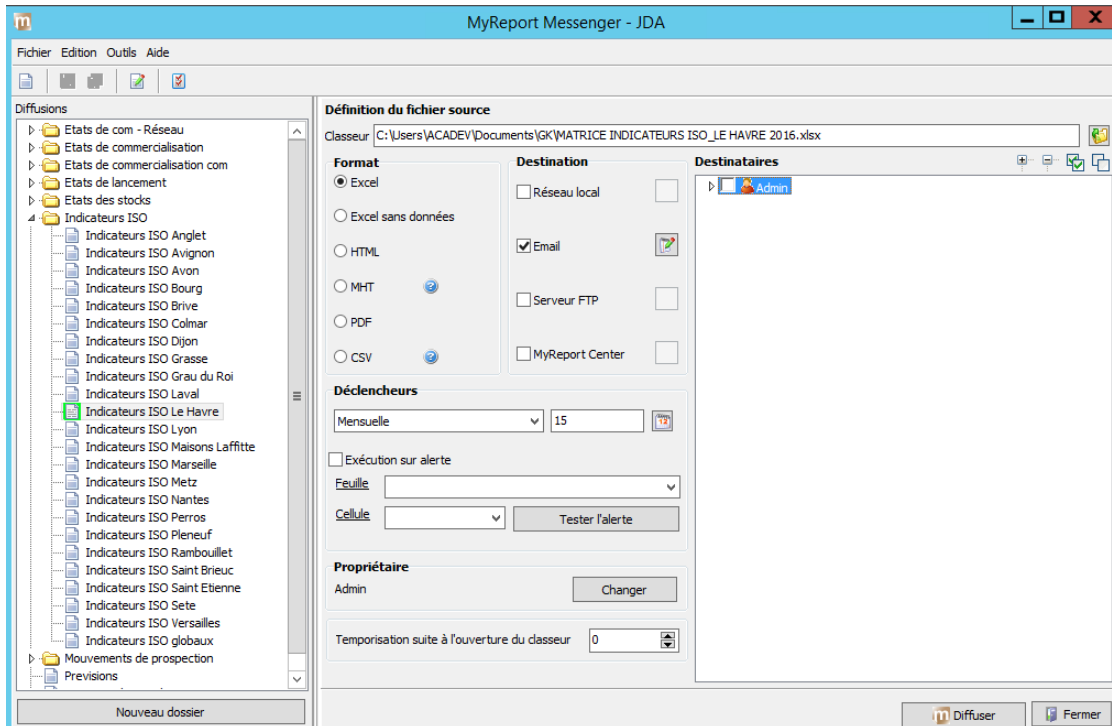 MyReport Messenger - JDA
Fichier Edition Outils Aide
Diffusions
Etats de com - Réseau
Etats de commercialisation
Etats de commercialisation com
Etats de lancement
Etats des stocks
Indicateurs ISO
Indicateurs ISO Anglet
Indicateurs ISO Avignon
Indicateurs ISO Avon
Indicateurs ISO Bourg
Indicateurs ISO Brive
Indicateurs ISO Colmar
Indicateurs ISO Dijon
Indicateurs ISO Grasse
Indicateurs ISO Grau du Roi
Indicateurs ISO Laval
Indicateurs ISO Le Havre
Indicateurs ISO Lyon
Indicateurs ISO Maisons Laffitte
Indicateurs ISO Marseille
Indicateurs ISO Metz
Indicateurs ISO Nantes
Indicateurs ISO Perros
Indicateurs ISO Pleneuf
Indicateurs ISO Rambouillet
Indicateurs ISO Saint Brieuc
Indicateurs ISO Saint Etienne
Indicateurs ISO Sete
Indicateurs ISO Versailles
Indicateurs ISO globaux
Mouvements de prospection
Previsions
Nouveau dossier
Définition du fichier source
Classeur C:\Users\ACADEV\Documents\GK\MATRICE INDICATEURS ISO_LE HAVRE 2016.xlsx
Format
Excel
Excel sans données
HTML
MHT
PDF
CSV
Destination
Réseau local
Email
Serveur FTP
MyReport Center
Destinataires
Admin
Déclencheurs
Mensuelle 15
Exécution sur alerte
Feuille
Cellule Tester l'alerte
Propriétaire
Admin Changer
Temporisation suite à l'ouverture du classeur 0
Diffuser Fermer